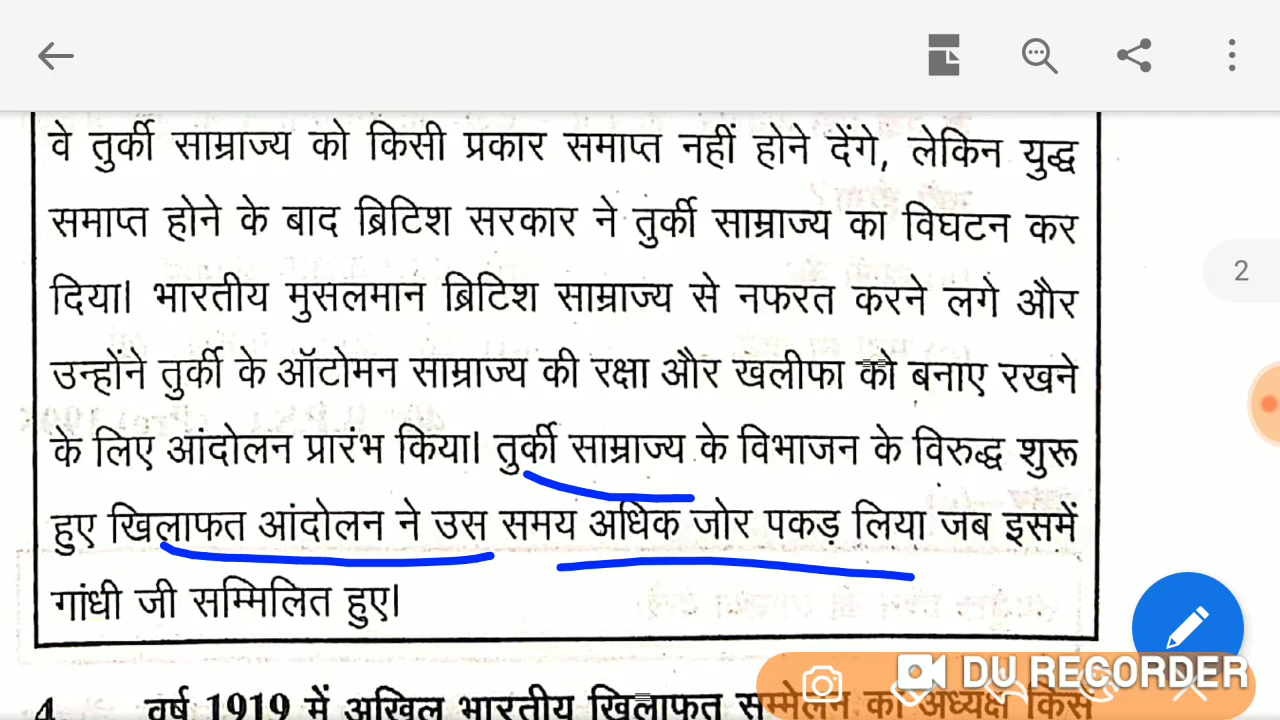 वे तुर्की साम्राज्य को किसी प्रकार समाप्त नहीं होने देंगे, लेकिन युद्ध
2
समाप्त होने के बाद ब्रिटिश सरकार ने तुर्की साम्राज्य का विघटन कर
दिया। भारतीय मुसलमान ब्रिटिश साम्राज्य से नफरत करने लगे और
उन्होंने तुर्की के ऑटोमन साम्राज्य की रक्षा और खलीफा को बनाए रखने
के लिए आंदोलन प्रारंभ किया। तुर्की साम्राज्य के विभाजन के विरुद्ध शुरू
हुए खिलाफत आंदोलन ने उस समय अधिक जोर पकड़ लिया जब इसमें
गांधी जी सम्मिलित हुए।
DU RECORDER
4. वर्ष 1919 में अखिल भारतीय खिलाफत सम्मेलन का अध्यक्ष किस